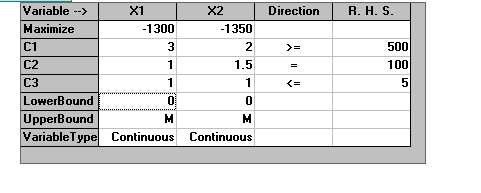 Variable --> X1 X2 Direction R. H. S.
Maximize -1300 -1350
C1 3 2 >= 500
C2 1 1.5 = 100
C3 1 1 <= 5
LowerBound 0 0
UpperBound M M
VariableType Continuous Continuous